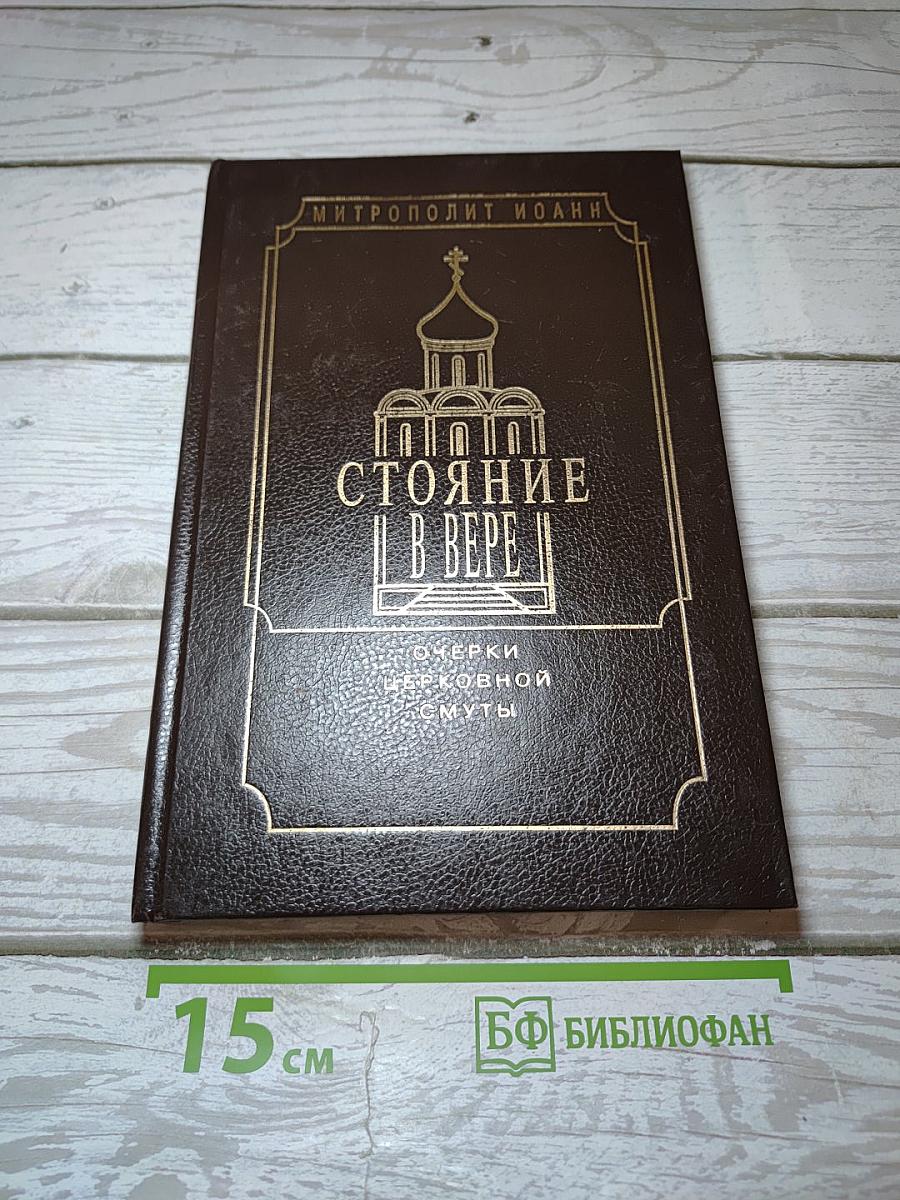 МИТРОПОЛИТ ИОАНН
СТОЯНИЕ
В ВЕРЕ
ОЧЕРКИ
ЦЕРКОВНОЙ
СМУТЫ
15 см
БФ БИБЛИОФАН